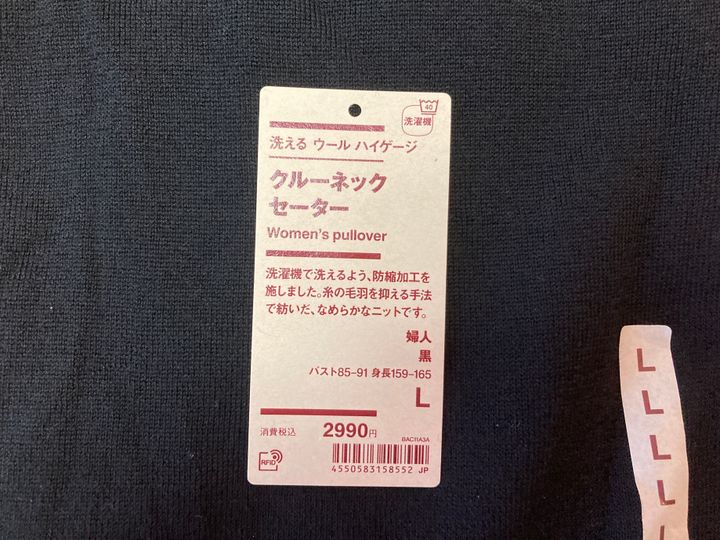 40
洗濯機
洗える ウール ハイゲージ
クルーネック
セーター
Women's pullover
洗濯機で洗えるよう、防縮加工を
施しました。糸の毛羽を抑える手法
で紡いだ、なめらかなニットです。
婦人
黒
バスト85-91 身長159-165
L
消費税込 2990円
BAC11A3A
RFID
4550583158552 JP
L
L
L
L
L